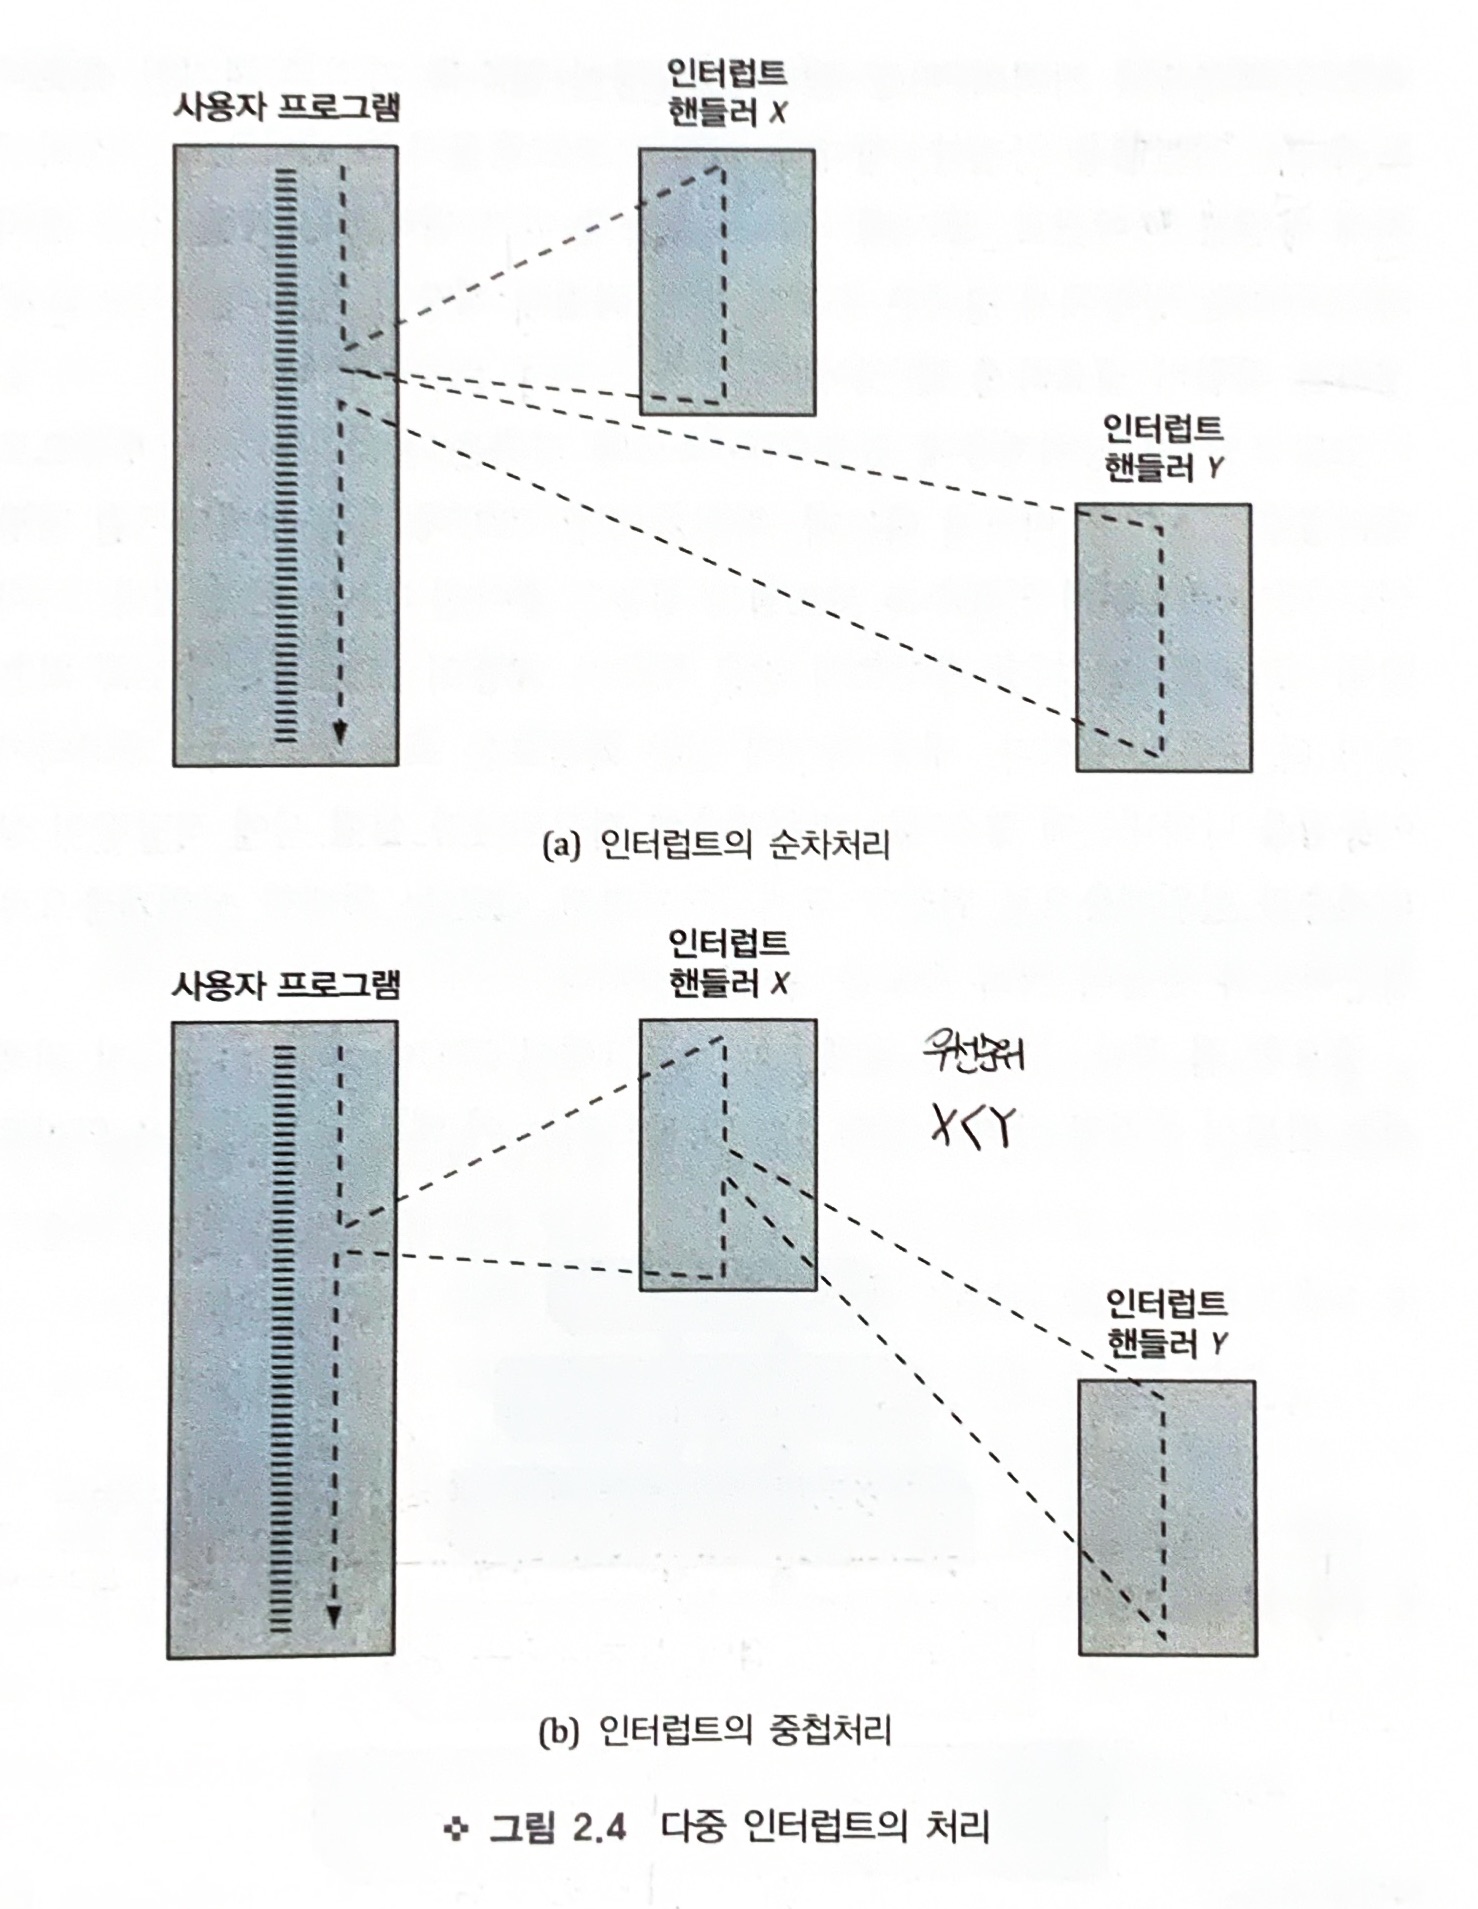 사용자 프로그램
인터럽트
핸들러 X
인터럽트
핸들러 Y
(a) 인터럽트의 순차처리
사용자 프로그램
인터럽트
핸들러 X
우선순위
X<Y
인터럽트
핸들러 Y
(b) 인터럽트의 중첩처리
그림 2.4 다중 인터럽트의 처리